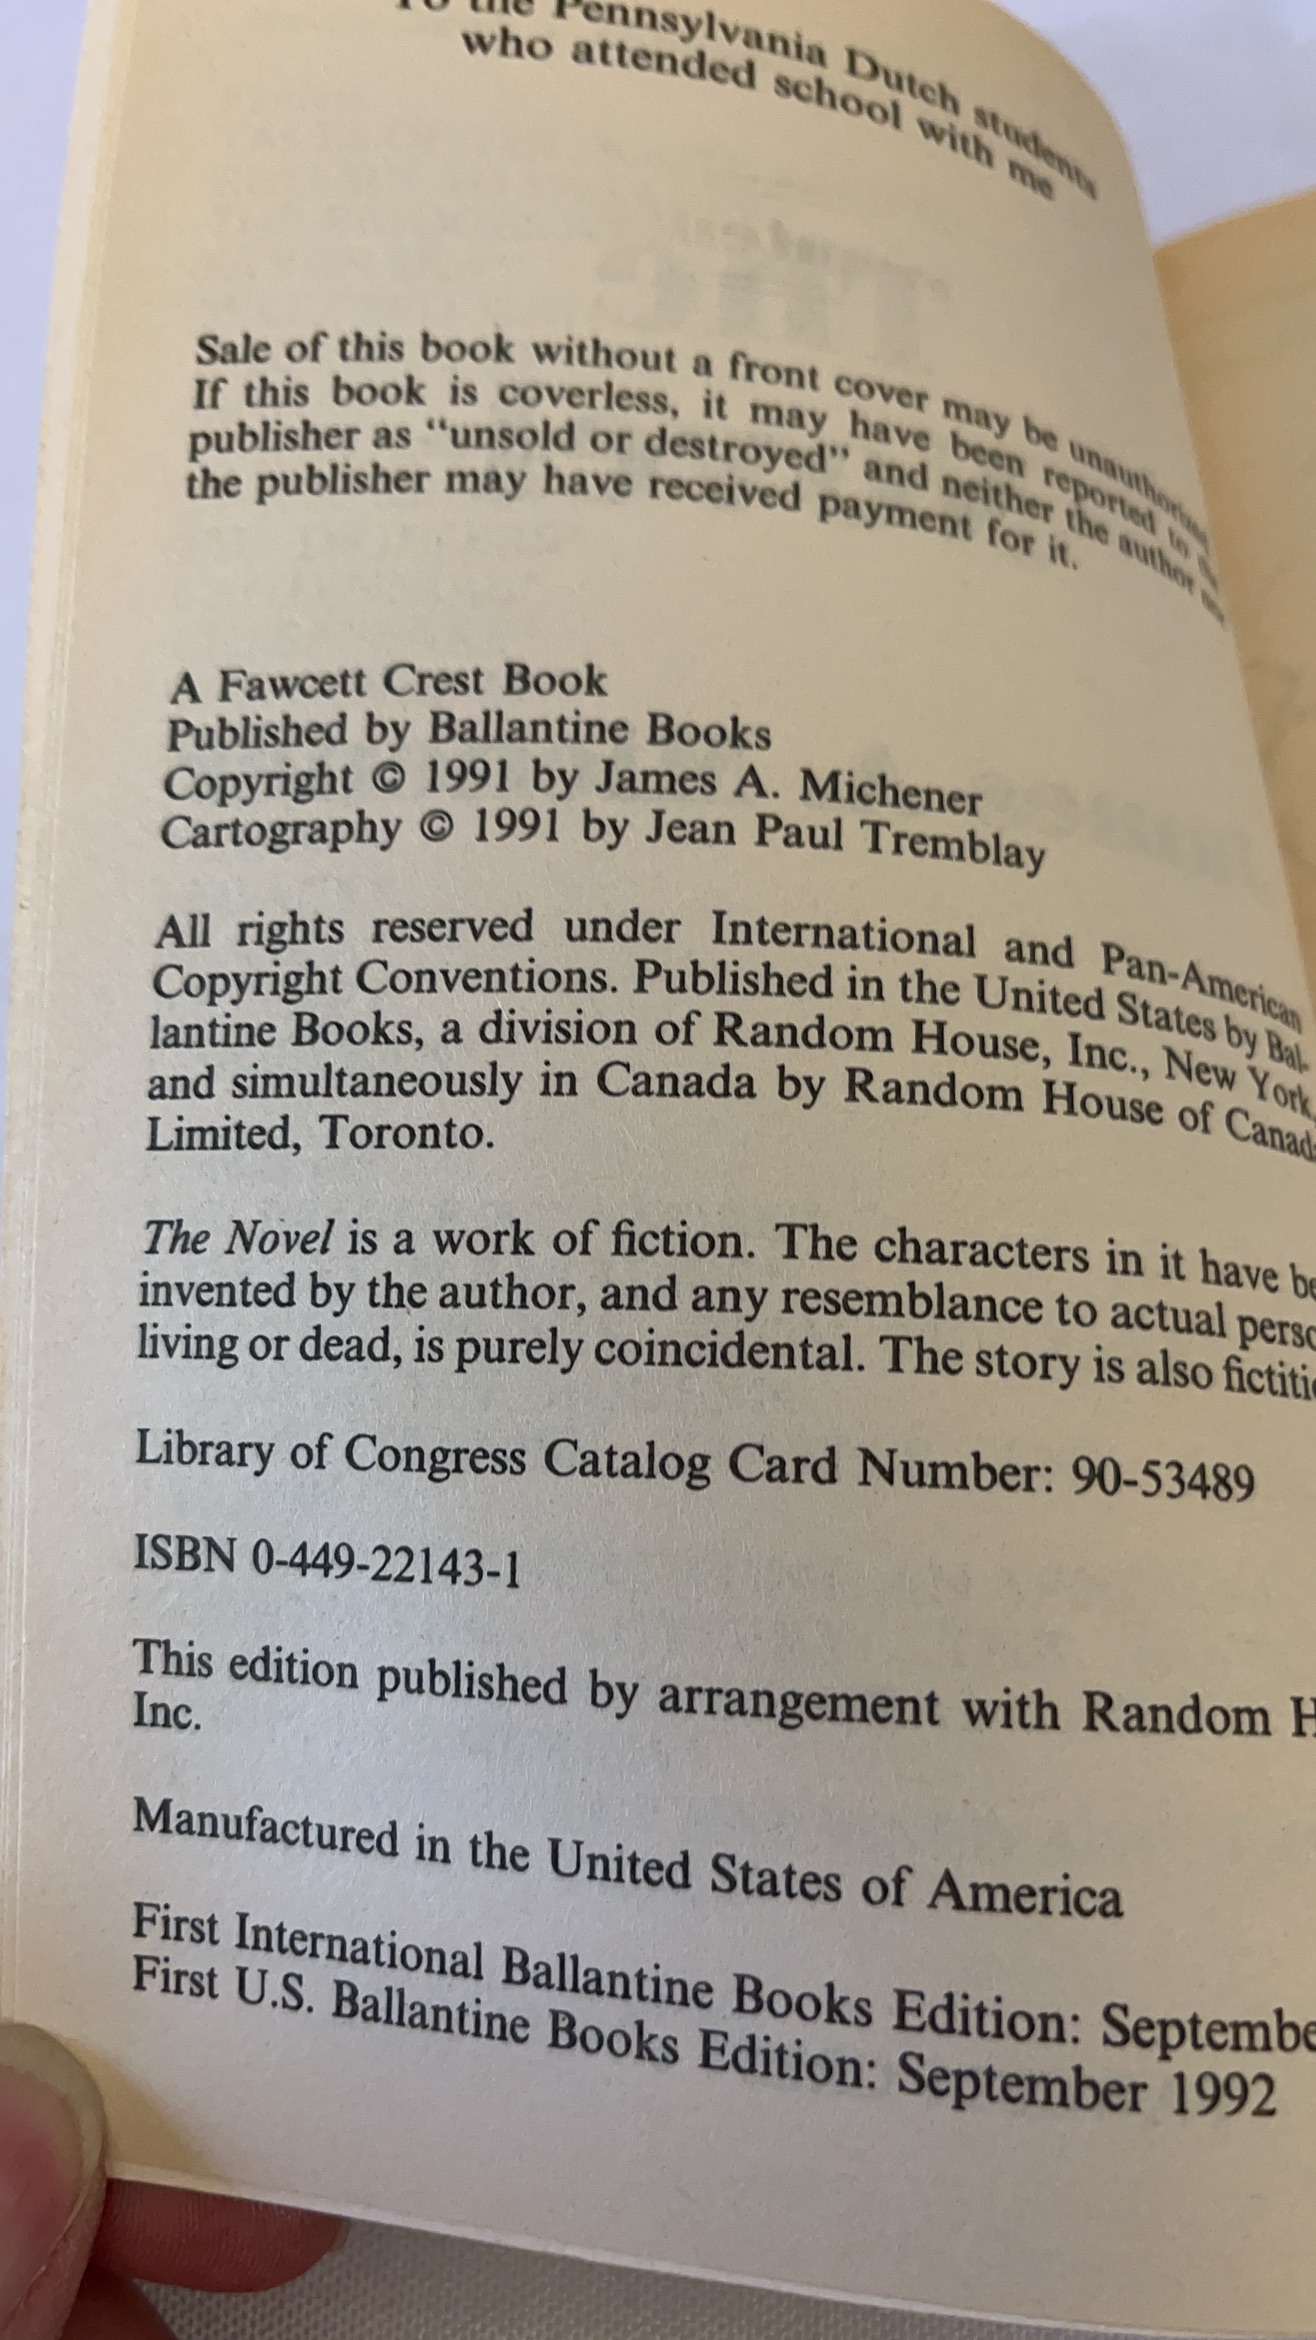 the Pennsylvania Dutch students
who attended school with me
Sale of this book without a front cover may be
If this book is coverless, it may have been reported to
publisher as “unsold or destroyed” and neither the author
the publisher may have received payment for it.
A Fawcett Crest Book
Published by Ballantine Books
Copyright © 1991 by James A. Michener
Cartography © 1991 by Jean Paul Tremblay
All rights reserved under International and Pan-American
Copyright Conventions. Published in the United States by Bal-
lantine Books, a division of Random House, Inc., New York,
and simultaneously in Canada by Random House of
Limited, Toronto.
The Novel is a work of fiction. The characters in it have
invented by the author, and any resemblance to actual
living or dead, is purely coincidental. The story is also
Library of Congress Catalog Card Number: 90-53489
ISBN 0-449-22143-1
This edition published by arrangement with Random
Inc.
Manufactured in the United States of America
First International Ballantine Books Edition:
First U.S. Ballantine Books Edition: September 1992